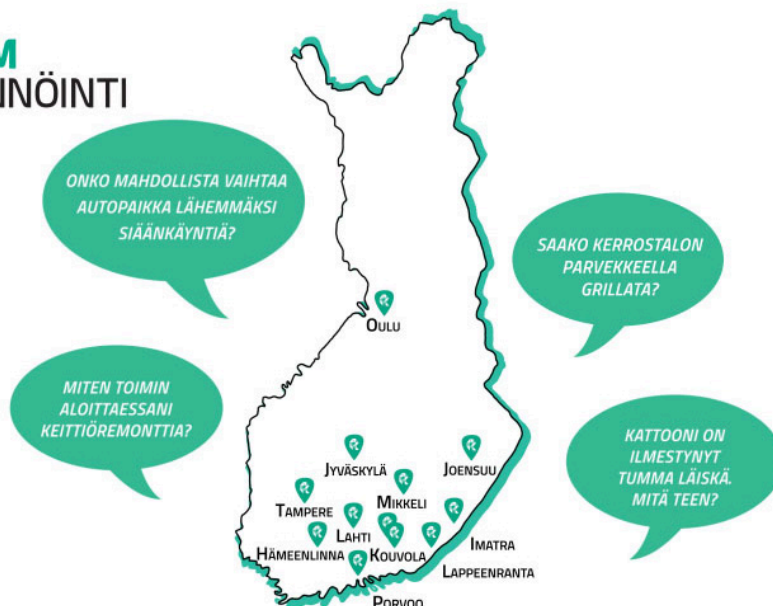 M
NNÖINTI
ONKO MAHDOLLISTA VAIHTAA
AUTOPAIKKA LÄHEMMÄKSI
SIÄÄNKÄYNTIÄ?
SAAKO KERROSTALON
PARVEKKEELLA
GRILLATA?
OULU
MITEN TOIMIN
ALOITTAESSANI
KEITTIÖREMONTTIA?
KATTOONI ON
ILMESTYNYT
TUMMA LÄISKÄ.
MITÄ TEEN?
JYVÄSKYLÄ
JOENSUU
MIKKELI
TAMPERE
LAHTI
IMATRA
HÄMEENLINNA
KOUVOLA
LAPPEENRANTA
PORVOO